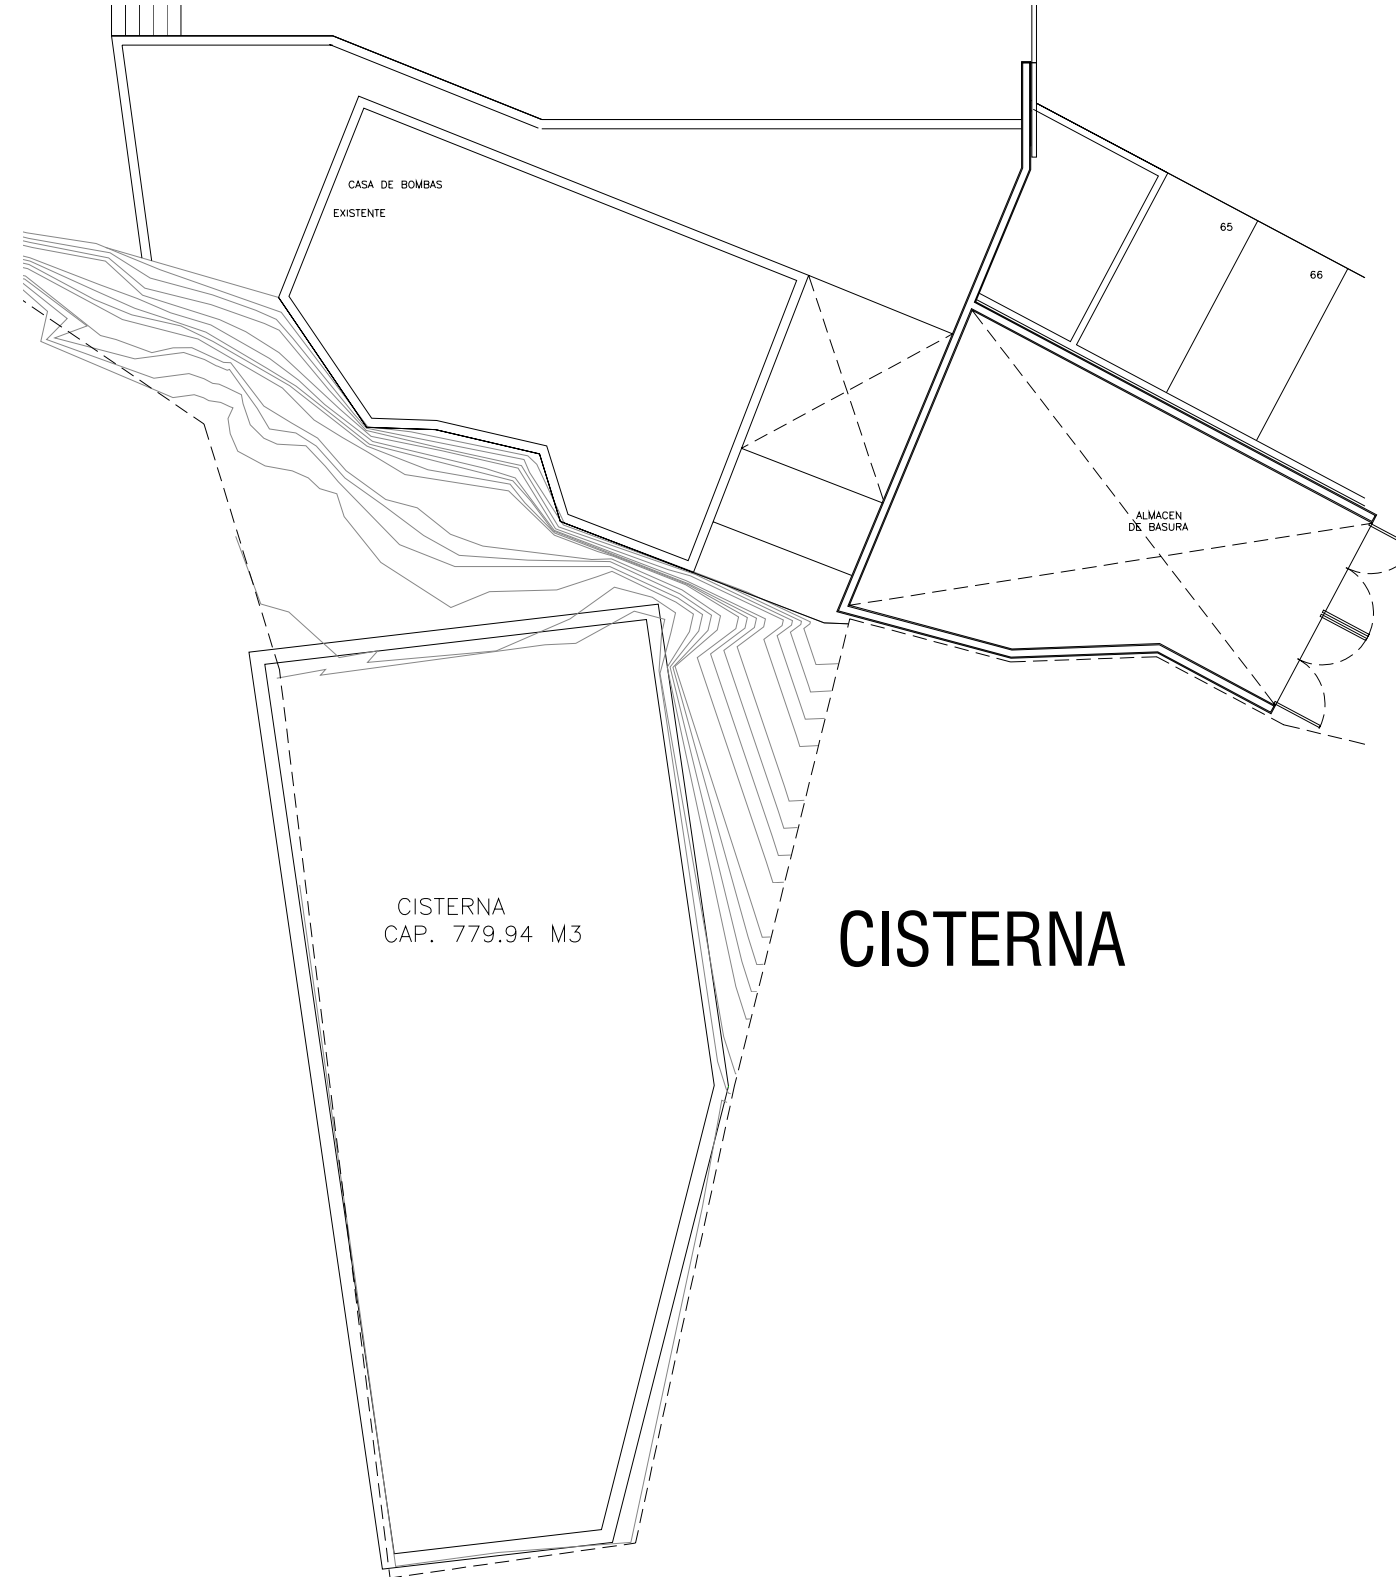 CASA DE BOMBAS
EXISTENTE
65
66
ALMACEN
DE BASURA
CISTERNA
CAP. 779.94 M3
CISTERNA